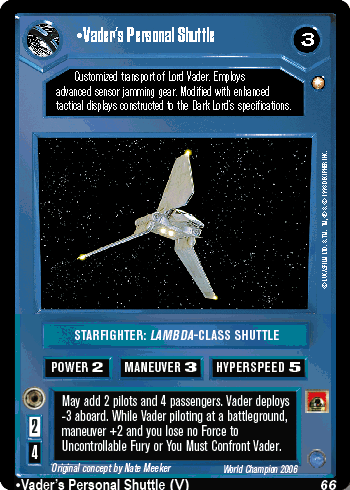 •Vader's Personal Shuttle
3
Customized transport of Lord Vader. Employs
advanced sensor jamming gear. Modified with enhanced
tactical displays constructed to the Dark Lord's specifications.
STARFIGHTER: LAMBDA-CLASS SHUTTLE
POWER 2 MANEUVER 3 HYPERSPEED 5
May add 2 pilots and 4 passengers. Vader deploys
-3 aboard. While Vader piloting at a battleground,
maneuver +2 and you lose no Force to
Uncontrollable Fury or You Must Confront Vader.
2
4
Original concept by Nate Meeker World Champion 2006
•Vader's Personal Shuttle (V) 66